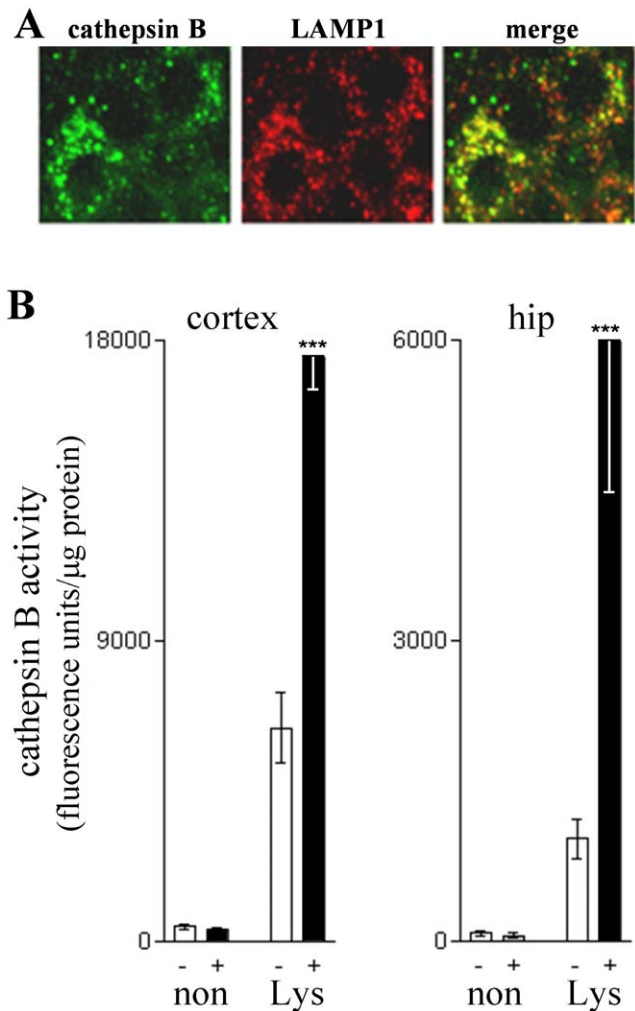 A
cathepsin B LAMP1 merge
B
cortex hip
18000 *** 6000 ***
cathepsin B activity
(fluorescence units/μg protein)
9000 3000
0 0
- + - + - + - +
non Lys non Lys